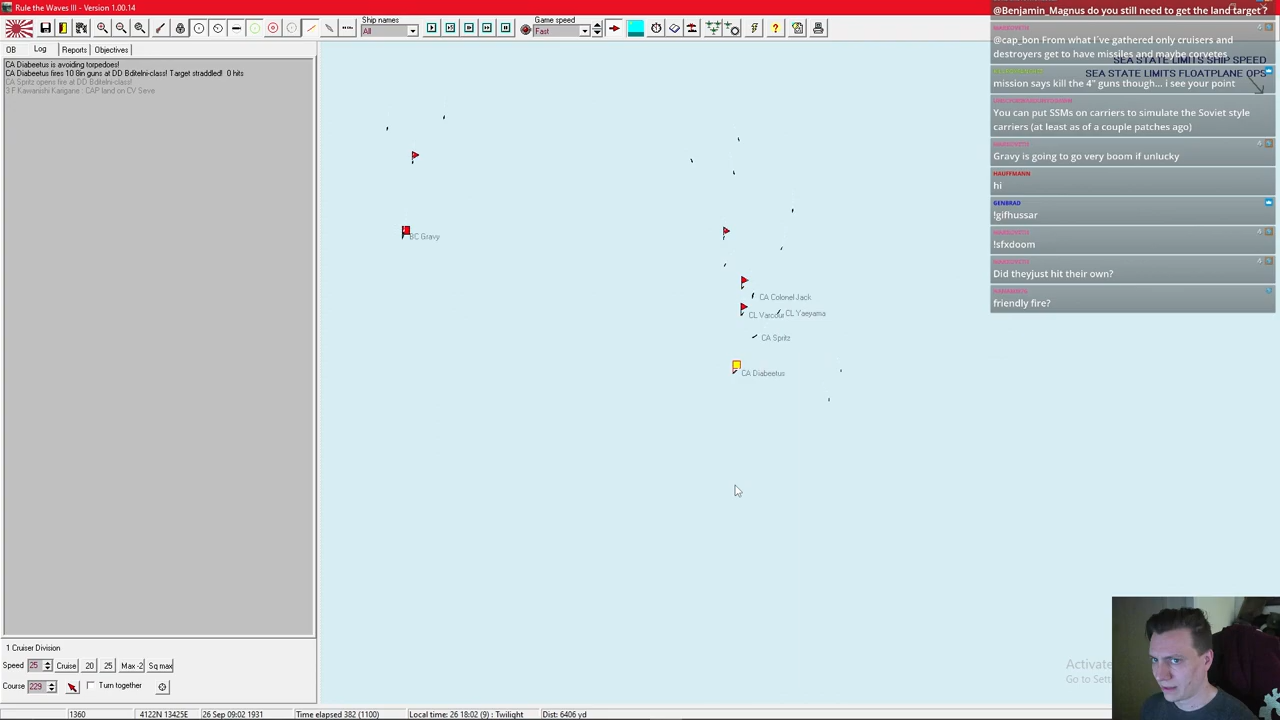 Rule the Waves III - Version 1.00.14
Ship names
All
Game speed
Fast
OB Log Reports Objectives
CA Diabeetus is avoiding torpedoes!
CA Diabeetus fires 10 8in guns at DD Bditelni-class! Target straddled! 0 hits
CA Spritz opens fire at DD Bditelni-class!
3 F Kawanishi Karigane : CAP land on CV Seive
BC Gravy
CA Colonel Jack
CL Yaeyama
CA Spritz
CA Diabeetus
SEA STATE LIMITS SHIP SPEED
SEA STATE LIMITS FLOATPLANE OPS
@Benjamin_Magnus do you still need to get the land target?
@cap_bon From what I've gathered only cruisers and
destroyers get to have missiles and maybe corvetes
mission says kill the 4" guns though... i see your point
You can put SSMs on carriers to simulate the Soviet style
carriers (at least as of a couple patches ago)
Gravy is going to go very boom if unlucky
HAUFFMANN
hi
GENBRAD
!gifhussar
!sfxdoom
Did theyjust hit their own?
friendly fire?
1 Cruiser Division
Speed 25 Cruise 20 25 Max -2 Sq max
Course 229 Turn together
Activate
Go to Sett
1360 4122N 13425E 26 Sep 09:02 1931 Time elapsed 382 (1100) Local time: 26 18:02 (9) : Twilight Dist: 6406 yd